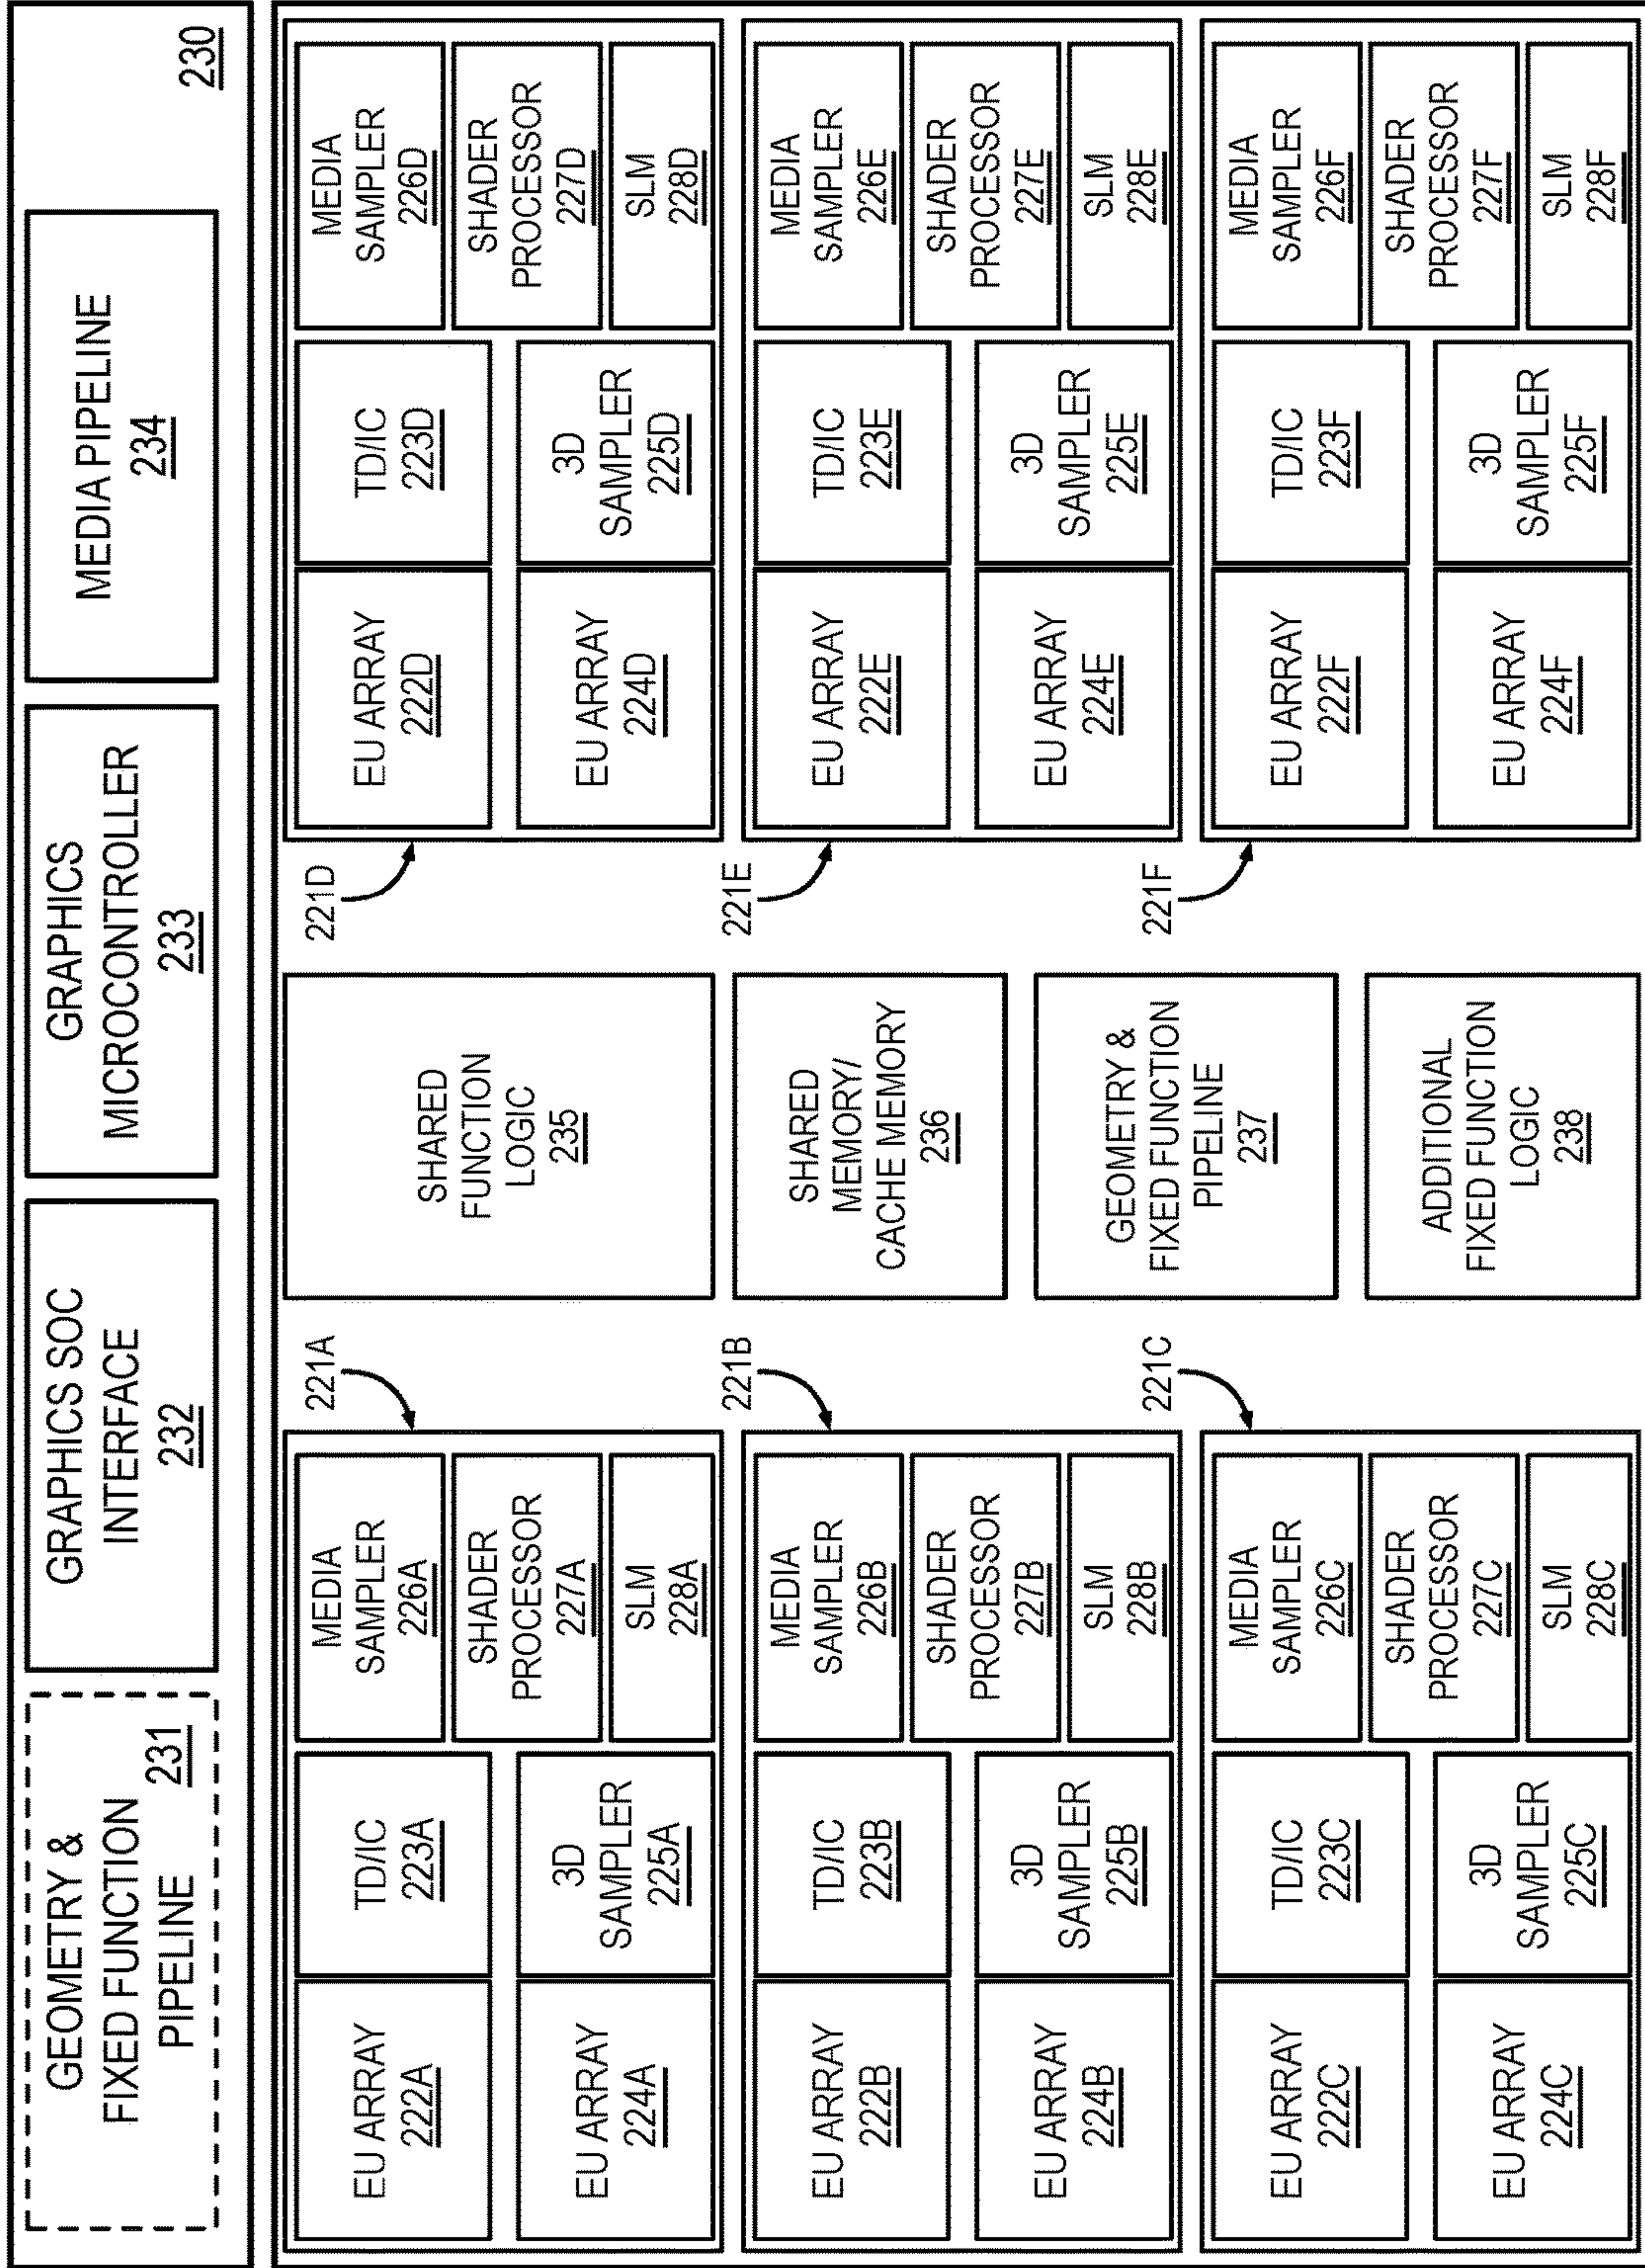 GEOMETRY &
FIXED FUNCTION
PIPELINE
231
GRAPHICS SOC
INTERFACE
232
GRAPHICS
MICROCONTROLLER
233
MEDIA PIPELINE
234
230
221A
EU ARRAY
222A
TD/IC
223A
MEDIA
SAMPLER
226A
SHADER
PROCESSOR
227A
EU ARRAY
224A
3D
SAMPLER
225A
SLM
228A
SHARED
FUNCTION
LOGIC
235
221D
EU ARRAY
222D
TD/IC
223D
MEDIA
SAMPLER
226D
SHADER
PROCESSOR
227D
EU ARRAY
224D
3D
SAMPLER
225D
SLM
228D
221B
EU ARRAY
222B
TD/IC
223B
MEDIA
SAMPLER
226B
SHADER
PROCESSOR
227B
EU ARRAY
224B
3D
SAMPLER
225B
SLM
228B
SHARED
MEMORY/
CACHE MEMORY
236
221E
EU ARRAY
222E
TD/IC
223E
MEDIA
SAMPLER
226E
SHADER
PROCESSOR
227E
EU ARRAY
224E
3D
SAMPLER
225E
SLM
228E
GEOMETRY &
FIXED FUNCTION
PIPELINE
237
221C
EU ARRAY
222C
TD/IC
223C
MEDIA
SAMPLER
226C
SHADER
PROCESSOR
227C
EU ARRAY
224C
3D
SAMPLER
225C
SLM
228C
ADDITIONAL
FIXED FUNCTION
LOGIC
238
221F
EU ARRAY
222F
TD/IC
223F
MEDIA
SAMPLER
226F
SHADER
PROCESSOR
227F
EU ARRAY
224F
3D
SAMPLER
225F
SLM
228F